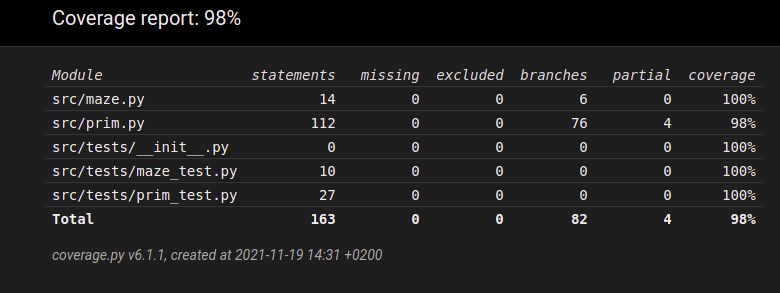 Coverage report: 98%
Module statements missing excluded branches partial coverage
src/maze.py 14 0 0 6 0 100%
src/prim.py 112 0 0 76 4 98%
src/tests/__init__.py 0 0 0 0 0 100%
src/tests/maze_test.py 10 0 0 0 0 100%
src/tests/prim_test.py 27 0 0 0 0 100%
Total 163 0 0 82 4 98%
coverage.py v6.1.1, created at 2021-11-19 14:31 +0200